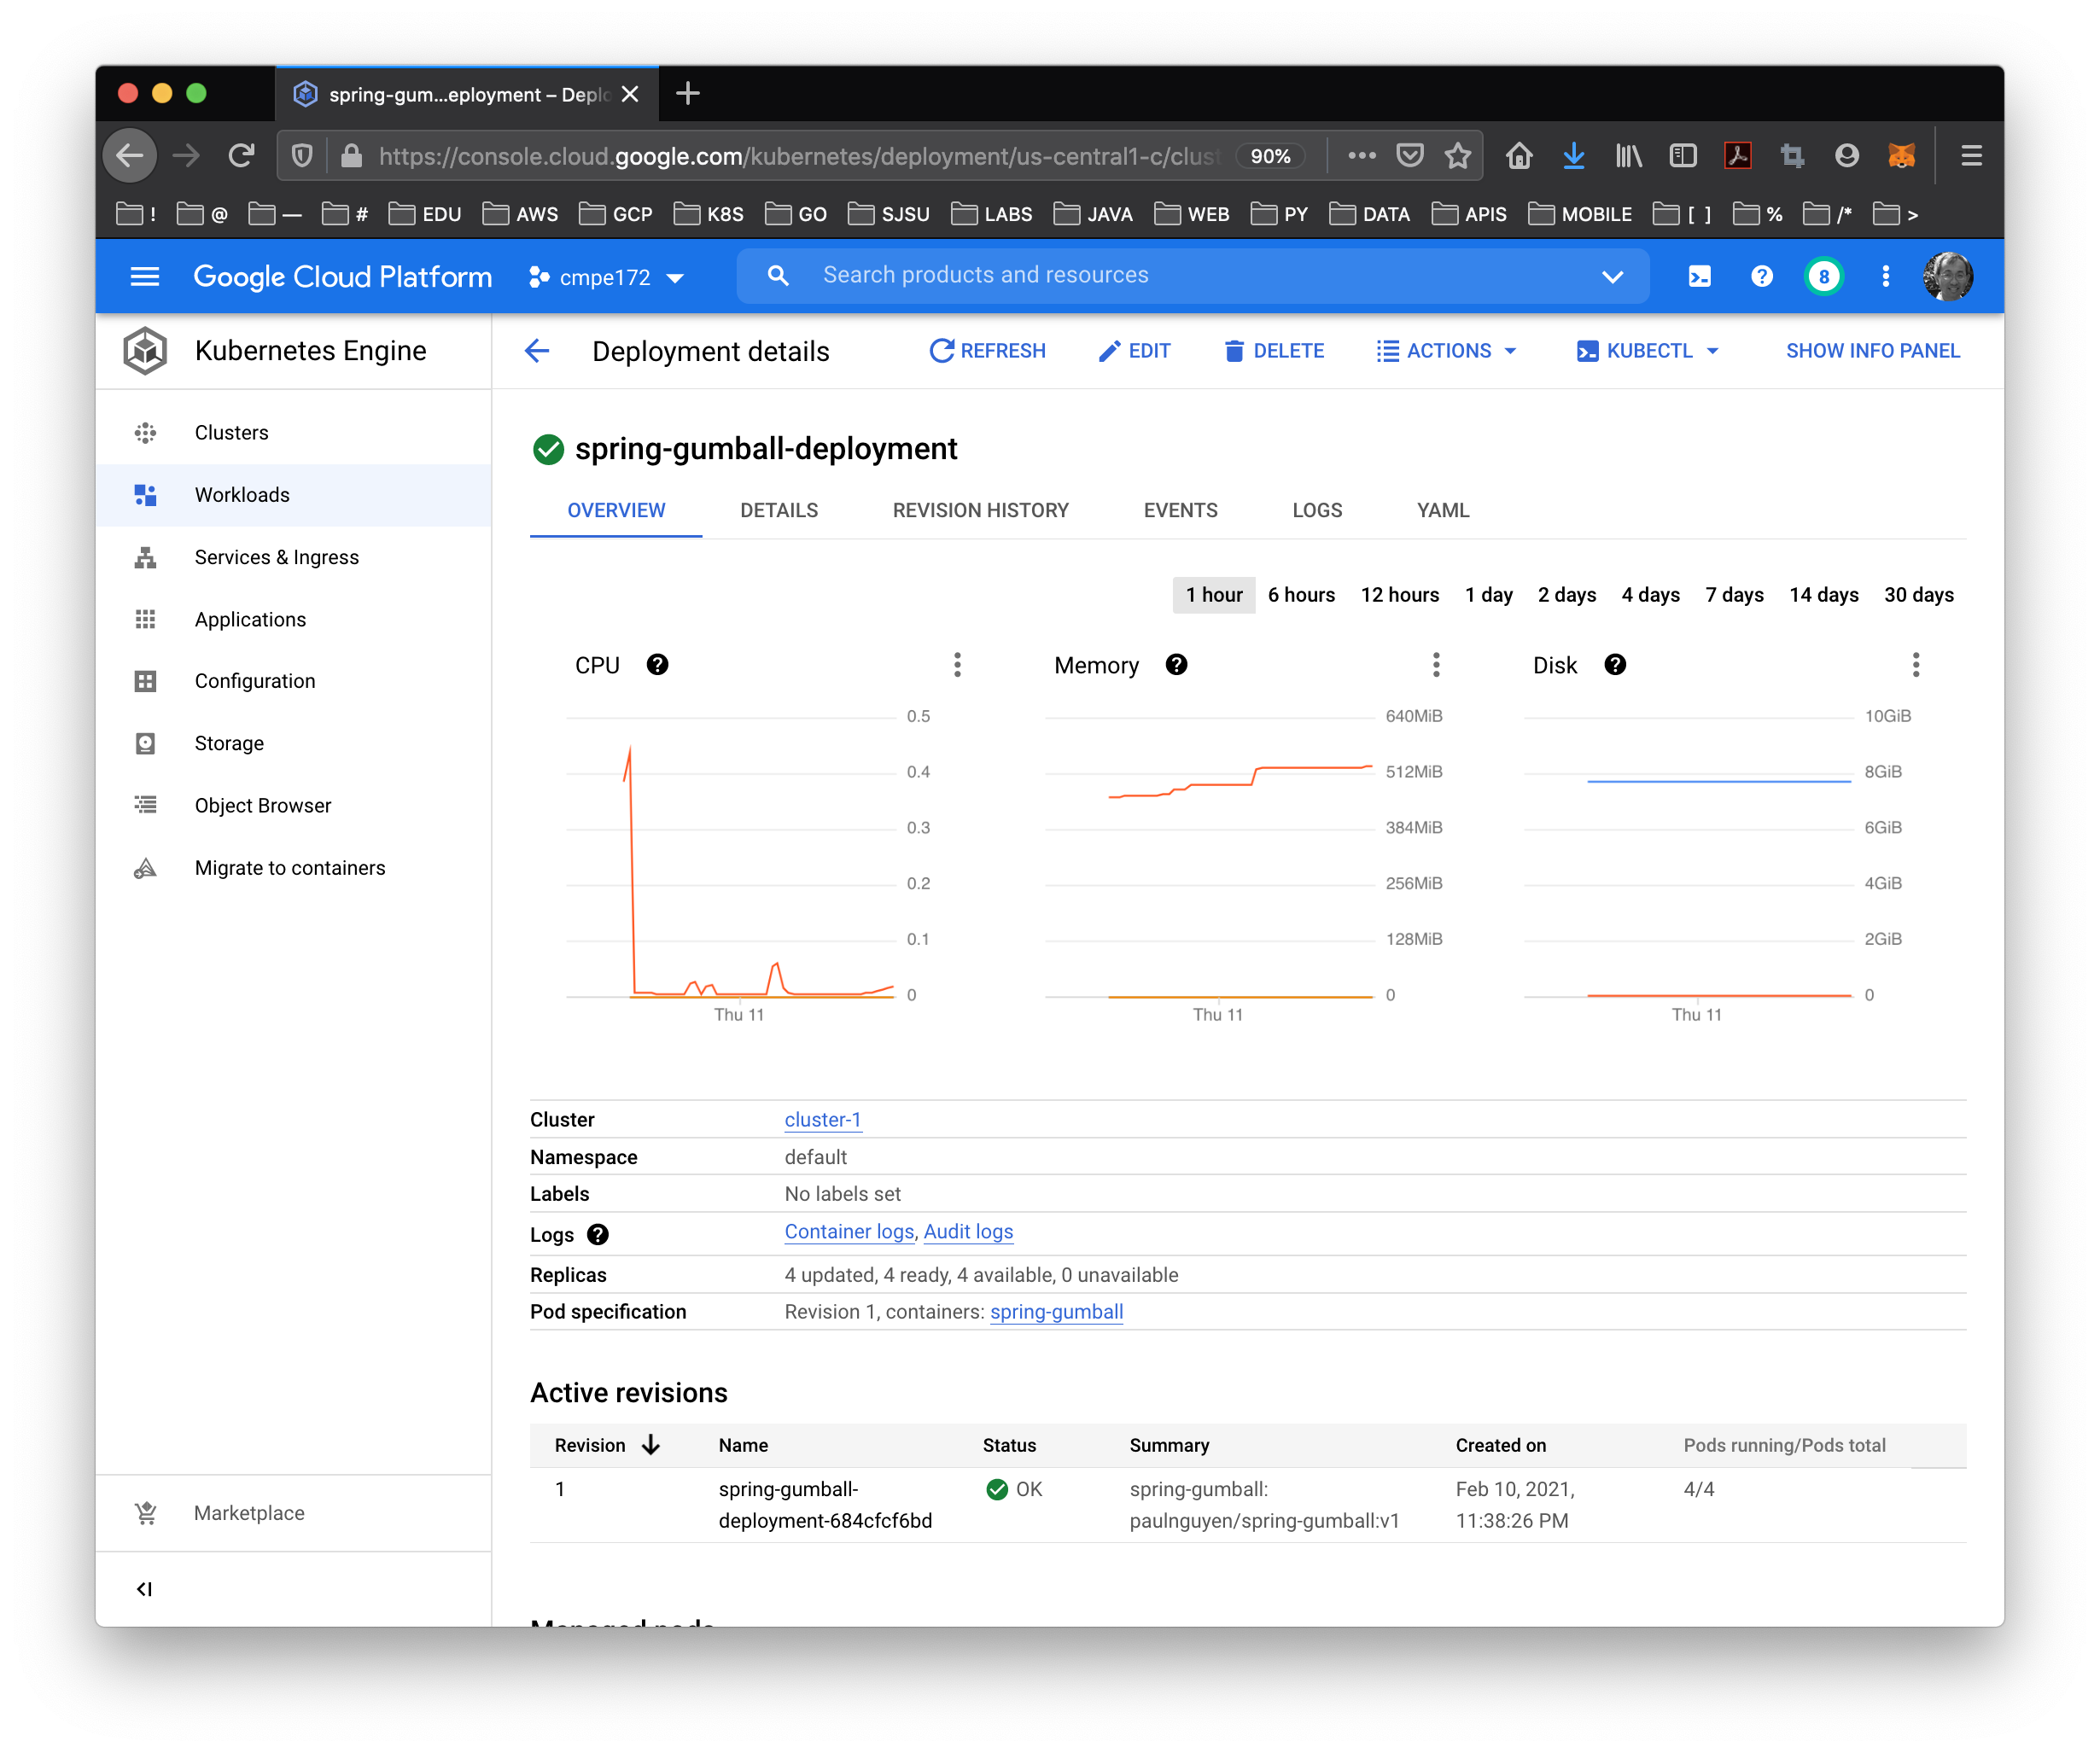 spring-gum...eployment – Deplo
https://console.cloud.google.com/kubernetes/deployment/us-central1-c/clust 90%
! @ — # EDU AWS GCP K8S GO SJSU LABS JAVA WEB PY DATA APIS MOBILE [ ] % /* >
Google Cloud Platform cmpe172 Search products and resources 8
Kubernetes Engine
Clusters
Workloads
Services & Ingress
Applications
Configuration
Storage
Object Browser
Migrate to containers
Marketplace
Deployment details REFRESH EDIT DELETE ACTIONS KUBECTL SHOW INFO PANEL
spring-gumball-deployment
OVERVIEW DETAILS REVISION HISTORY EVENTS LOGS YAML
1 hour 6 hours 12 hours 1 day 2 days 4 days 7 days 14 days 30 days
CPU
0.5
0.4
0.3
0.2
0.1
0
Thu 11
Memory
640MiB
512MiB
384MiB
256MiB
128MiB
0
Thu 11
Disk
10GiB
8GiB
6GiB
4GiB
2GiB
0
Thu 11
Cluster cluster-1
Namespace default
Labels No labels set
Logs Container logs, Audit logs
Replicas 4 updated, 4 ready, 4 available, 0 unavailable
Pod specification Revision 1, containers: spring-gumball
Active revisions
Revision Name Status Summary Created on Pods running/Pods total
1 spring-gumball- OK spring-gumball: Feb 10, 2021, 4/4
deployment-684cfcf6bd paulnguyen/spring-gumball:v1 11:38:26 PM
Managed pods